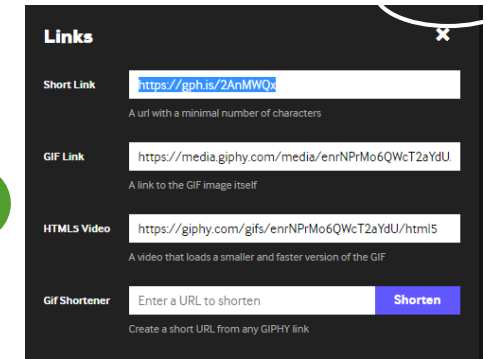 Links
Short Link https://gph.is/2AnMWQx
A url with a minimal number of characters
GIF Link https://media.giphy.com/media/enrNPrMo6QWcT2aYdU.
A link to the GIF image itself
HTML5 Video https://giphy.com/gifs/enrNPrMo6QWcT2aYdU/html5
A video that loads a smaller and faster version of the GIF
Gif Shortener Enter a URL to shorten Shorten
Create a short URL from any GIPHY link